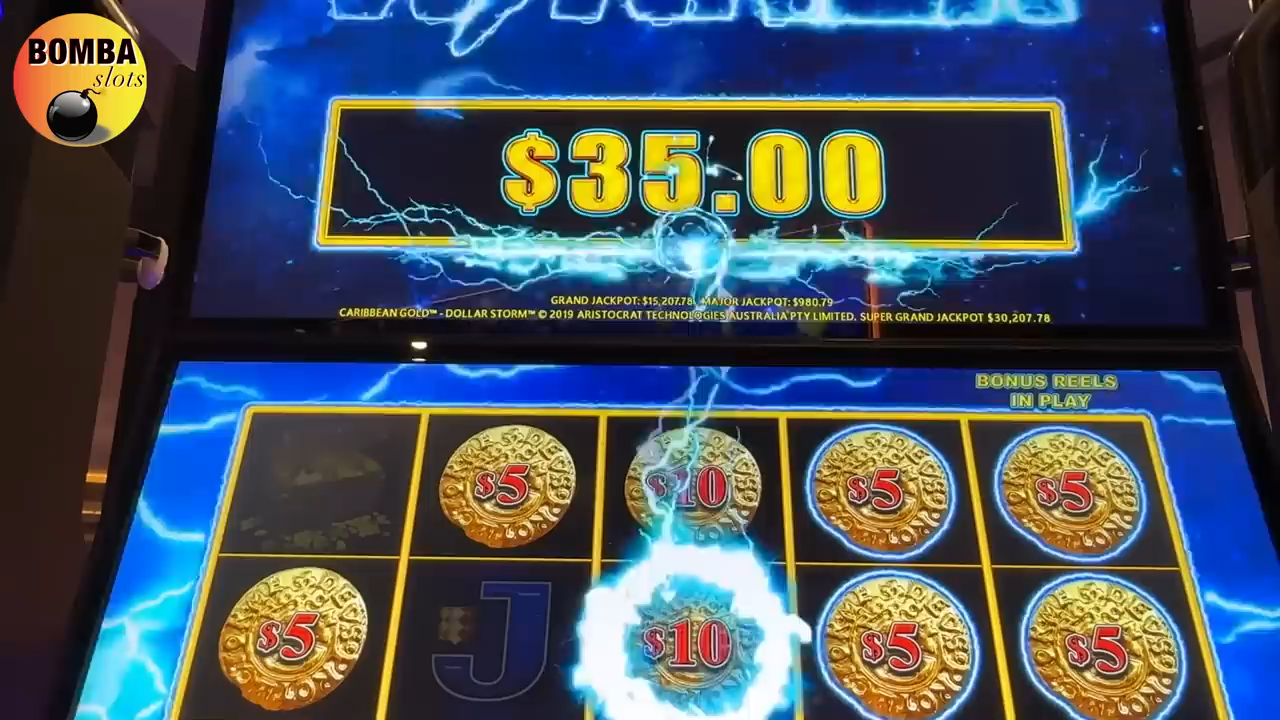 BOMBA
slots
$35.00
GRAND JACKPOT: $15,207.78 MAJOR JACKPOT: $980.79
CARIBBEAN GOLD™ - DOLLAR STORM™ © 2019 ARISTOCRAT TECHNOLOGIES AUSTRALIA PTY LIMITED. SUPER GRAND JACKPOT $30,207.78
BONUS REELS
IN PLAY
$5 $10 $5 $5
$5 J $10 $5 $5